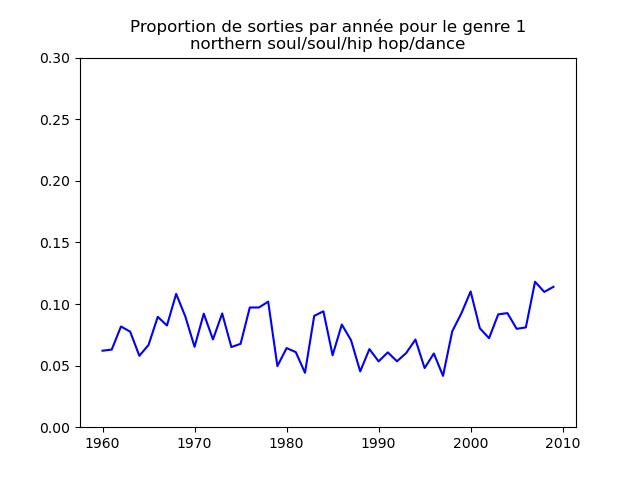 Proportion de sorties par année pour le genre 1
northern soul/soul/hip hop/dance
0.30
0.25
0.20
0.15
0.10
0.05
0.00
1960 1970 1980 1990 2000 2010